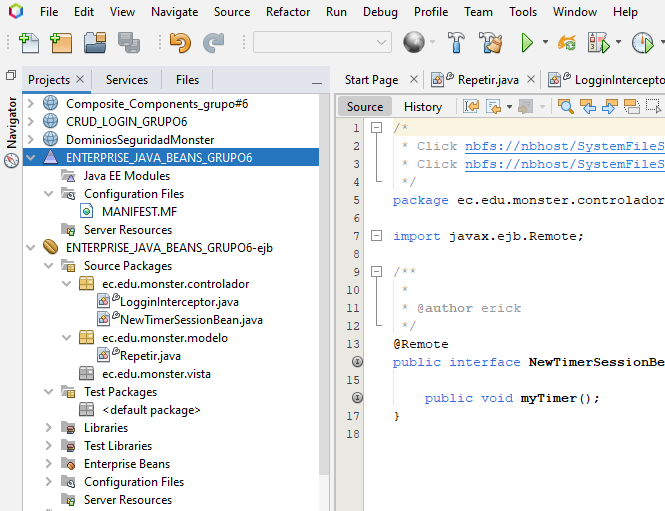 File Edit View Navigate Source Refactor Run Debug Profile Team Tools Window Help
Projects Services Files
Start Page Repetir.java LogginIntercepto
Navigator
Source History
Composite_Components_grupo#6
CRUD_LOGIN_GRUPO6
DominiosSeguridadMonster
ENTERPRISE_JAVA_BEANS_GRUPO6
Java EE Modules
Configuration Files
MANIFEST.MF
Server Resources
ENTERPRISE_JAVA_BEANS_GRUPO6-ejb
Source Packages
ec.edu.monster.controlador
LogginInterceptor.java
NewTimerSessionBean.java
ec.edu.monster.modelo
Repetir.java
ec.edu.monster.vista
Test Packages
<default package>
Libraries
Test Libraries
Enterprise Beans
Configuration Files
Server Resources
1 /*
2 * Click nbfs://nbhost/SystemFileS
3 * Click nbfs://nbhost/SystemFileS
4 */
5 package ec.edu.monster.controlador
6
7 import javax.ejb.Remote;
8
9 /**
10 *
11 * @author erick
12 */
13 @Remote
public interface NewTimerSessionBe
15
public void myTimer();
17 }
18